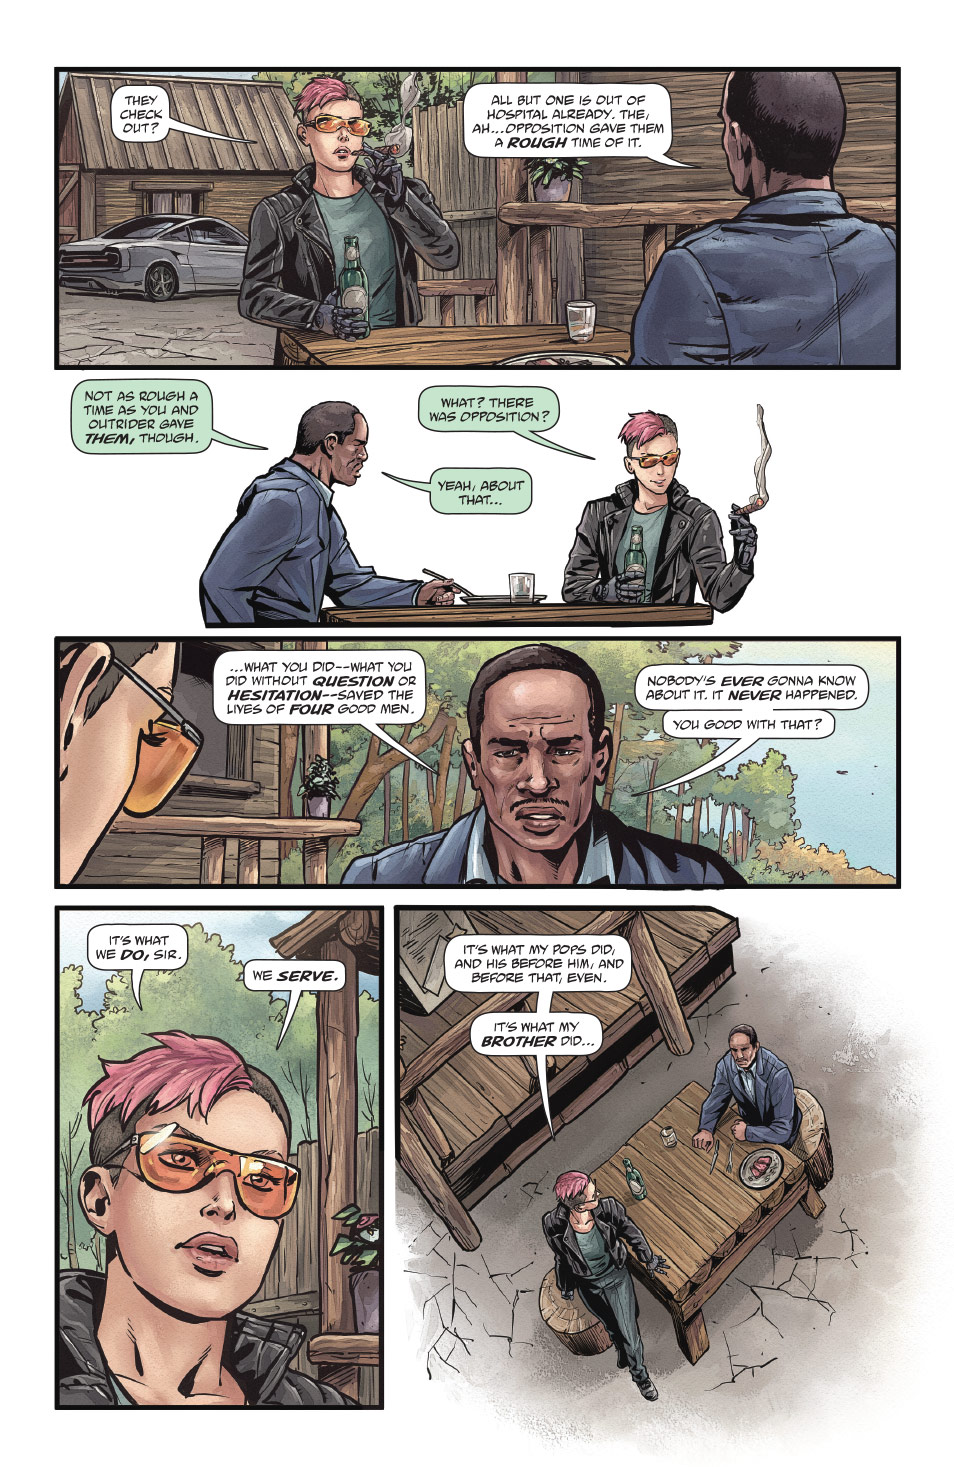 THEY
CHECK
OUT?
ALL BUT ONE IS OUT OF
HOSPITAL ALREADY. THE,
AH...OPPOSITION GAVE THEM
A ROUGH TIME OF IT.
NOT AS ROUGH A
TIME AS YOU AND
OUTRIDER GAVE
THEM, THOUGH.
WHAT? THERE
WAS OPPOSITION?
YEAH, ABOUT
THAT...
...WHAT YOU DID--WHAT YOU
DID WITHOUT QUESTION OR
HESITATION--SAVED THE
LIVES OF FOUR GOOD MEN.
NOBODY'S EVER GONNA KNOW
ABOUT IT. IT NEVER HAPPENED.
YOU GOOD WITH THAT?
IT'S WHAT
WE DO, SIR.
WE SERVE.
IT'S WHAT MY POPS DID,
AND HIS BEFORE HIM, AND
BEFORE THAT, EVEN.
IT'S WHAT MY
BROTHER DID...